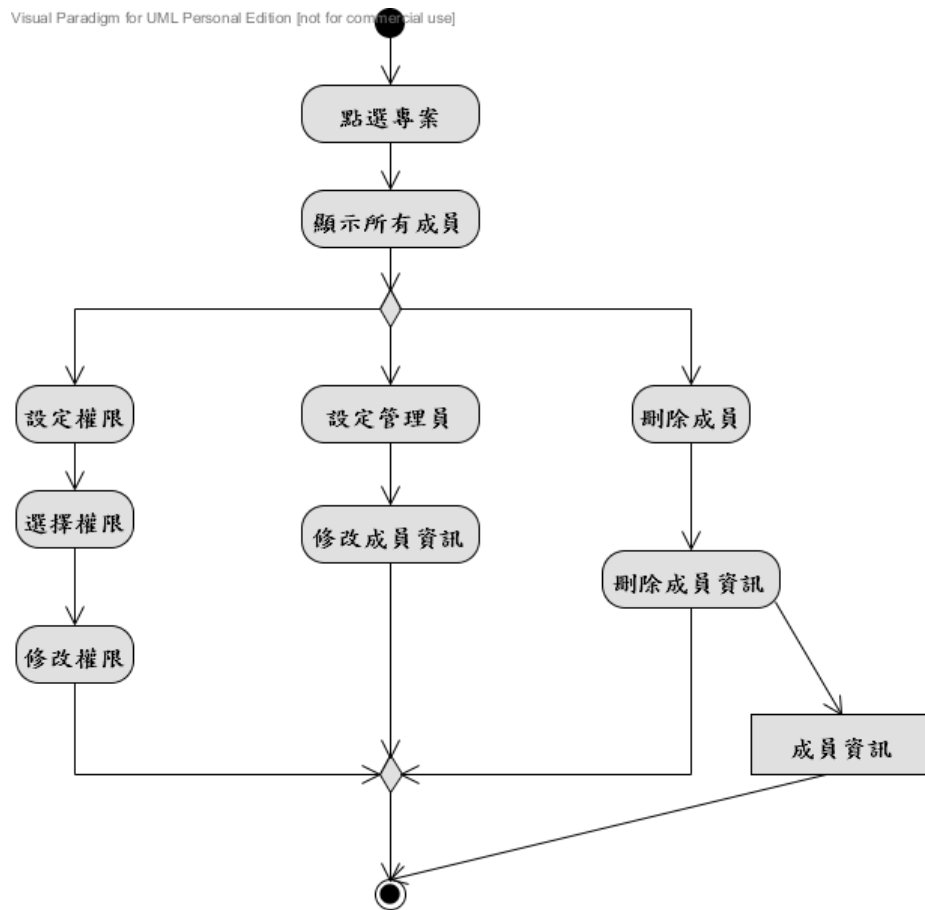 Visual Paradigm for UML Personal Edition [not for commercial use]
點選專案
顯示所有成員
設定權限
設定管理員
刪除成員
選擇權限
修改成員資訊
刪除成員資訊
修改權限
成員資訊